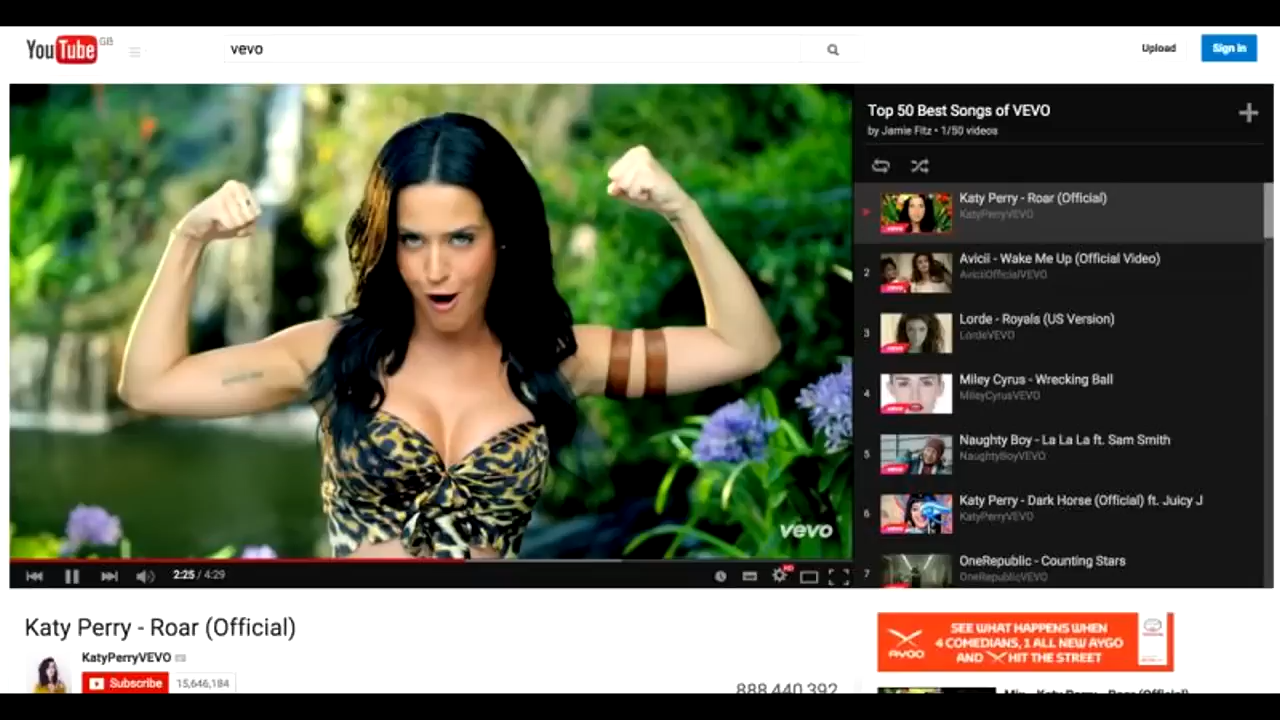 YouTube GB
vevo
Upload
Sign in
Top 50 Best Songs of VEVO
by Jamie Fitz • 1/50 videos
Katy Perry - Roar (Official)
KatyPerryVEVO
2
Avicii - Wake Me Up (Official Video)
AviciiOfficialVEVO
3
Lorde - Royals (US Version)
LordeVEVO
4
Miley Cyrus - Wrecking Ball
MileyCyrusVEVO
5
Naughty Boy - La La La ft. Sam Smith
NaughtyBoyVEVO
6
Katy Perry - Dark Horse (Official) ft. Juicy J
KatyPerryVEVO
7
OneRepublic - Counting Stars
OneRepublicVEVO
vevo
2:25 / 4:29
HD
Katy Perry - Roar (Official)
KatyPerryVEVO
Subscribe 15,646,184
888,440,392
AYGO
SEE WHAT HAPPENS WHEN
4 COMEDIANS, 1 ALL NEW AYGO
AND X HIT THE STREET
Katy Perry - Roar (Official)